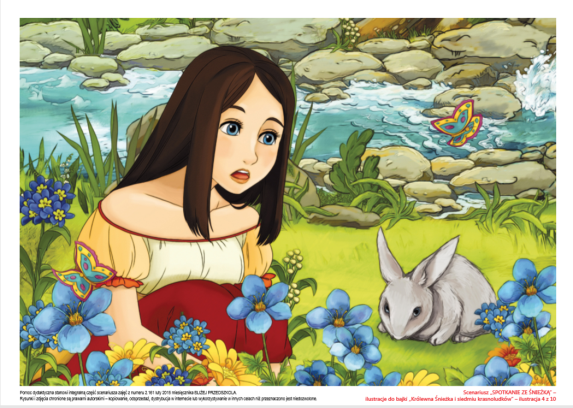 Pomoc dydaktyczna stanowi integralną część scenariusza zajęć z numeru 2.161 luty 2015 miesięcznika BLIŻEJ PRZEDSZKOLA
Rysunki i zdjęcia chronione są prawami autorskimi – kopiowanie, odsprzedaż, dystrybucja w internecie lub wykorzystywanie w innych celach niż przeznaczono jest niedozwolone.
Scenariusz „SPOTKANIE ZE ŚNIEŻKĄ” –
Ilustracje do bajki „Królewna Śnieżka i siedmiu krasnoludków” – ilustracja 4 z 10